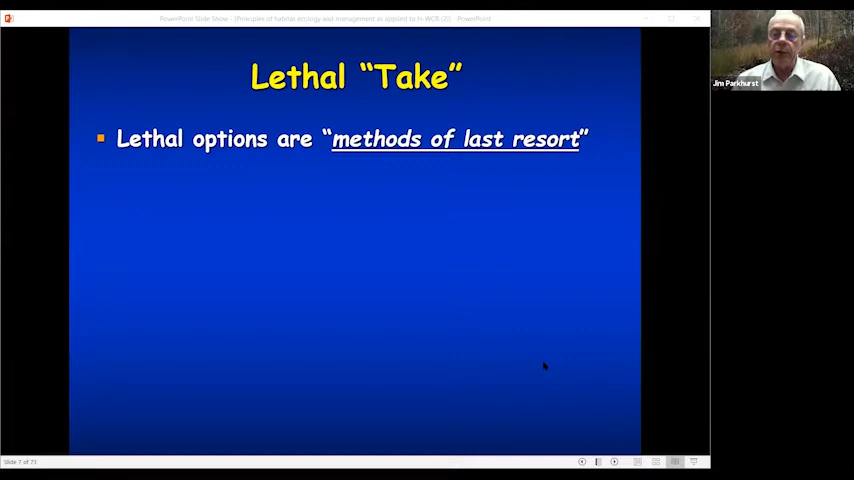 PowerPoint Slide Show - [Principles of habitat ecology and management as applied to H-WCR (2)] - PowerPoint
Lethal “Take”
Lethal options are “methods of last resort”
Jim Parkhurst
Slide 7 of 73